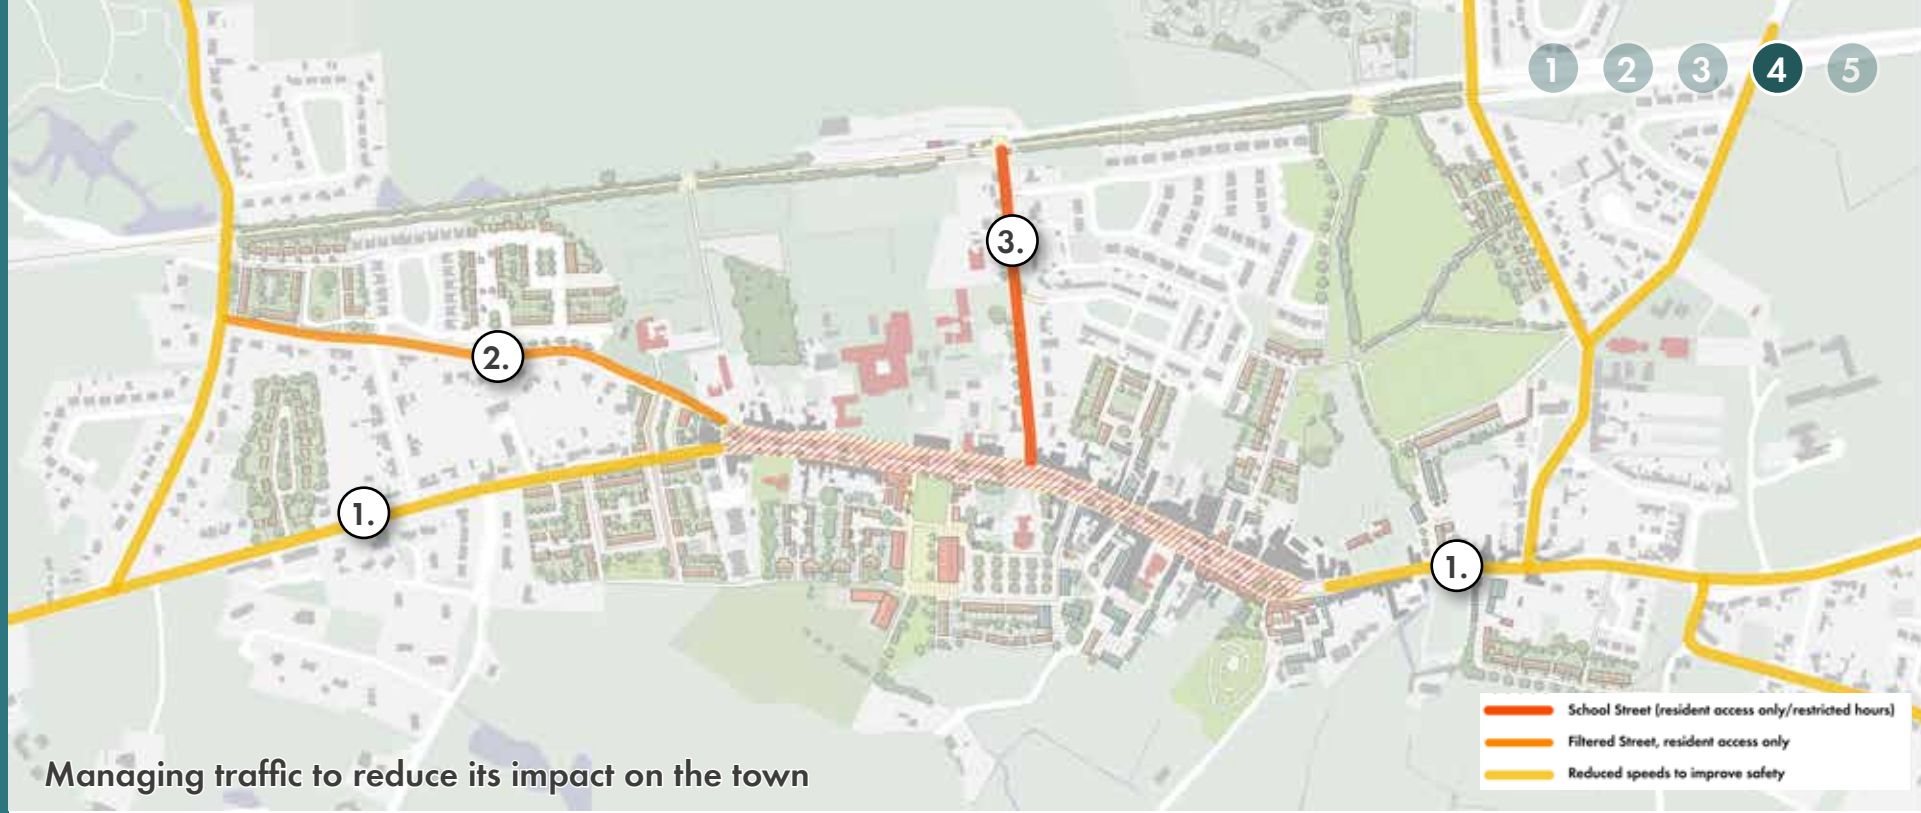 1 2 3 4 5
3.
2.
1.
1.
School Street (resident access only/restricted hours)
Filtered Street, resident access only
Reduced speeds to improve safety
Managing traffic to reduce its impact on the town